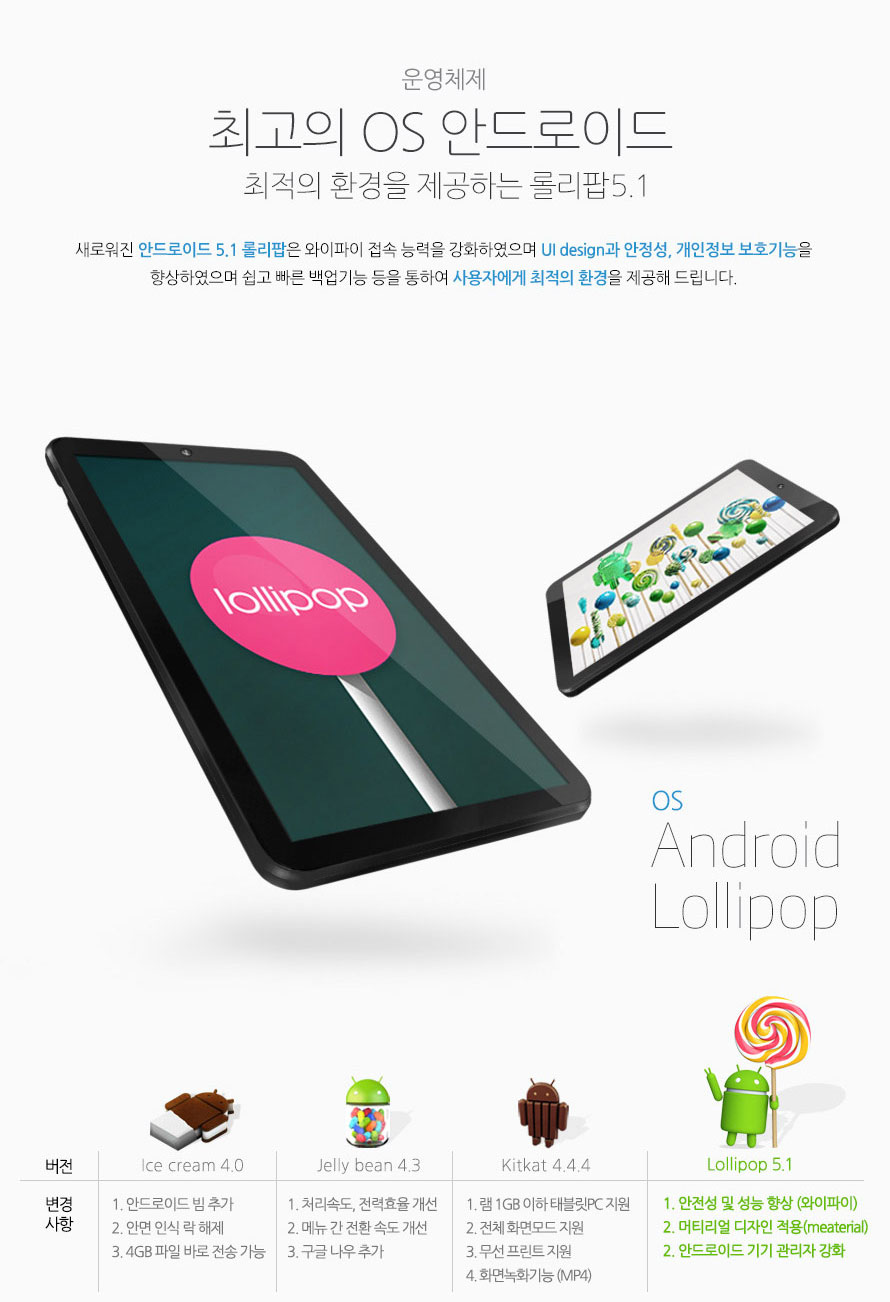 운영체제
최고의 OS 안드로이드
최적의 환경을 제공하는 롤리팝5.1
새로워진 안드로이드 5.1 롤리팝은 와이파이 접속 능력을 강화하였으며 UI design과 안정성, 개인정보 보호기능을
향상하였으며 쉽고 빠른 백업기능 등을 통하여 사용자에게 최적의 환경을 제공해 드립니다.
lollipop
OS
Android
Lollipop
버전
Ice cream 4.0
Jelly bean 4.3
Kitkat 4.4.4
Lollipop 5.1
변경
사항
1. 안드로이드 빔 추가
2. 안면 인식 락 해제
3. 4GB 파일 바로 전송 가능
1. 처리속도, 전력효율 개선
2. 메뉴 간 전환 속도 개선
3. 구글 나우 추가
1. 램 1GB 이하 태블릿PC 지원
2. 전체 화면모드 지원
3. 무선 프린트 지원
4. 화면녹화기능 (MP4)
1. 안전성 및 성능 향상 (와이파이)
2. 머티리얼 디자인 적용(meaterial)
2. 안드로이드 기기 관리자 강화